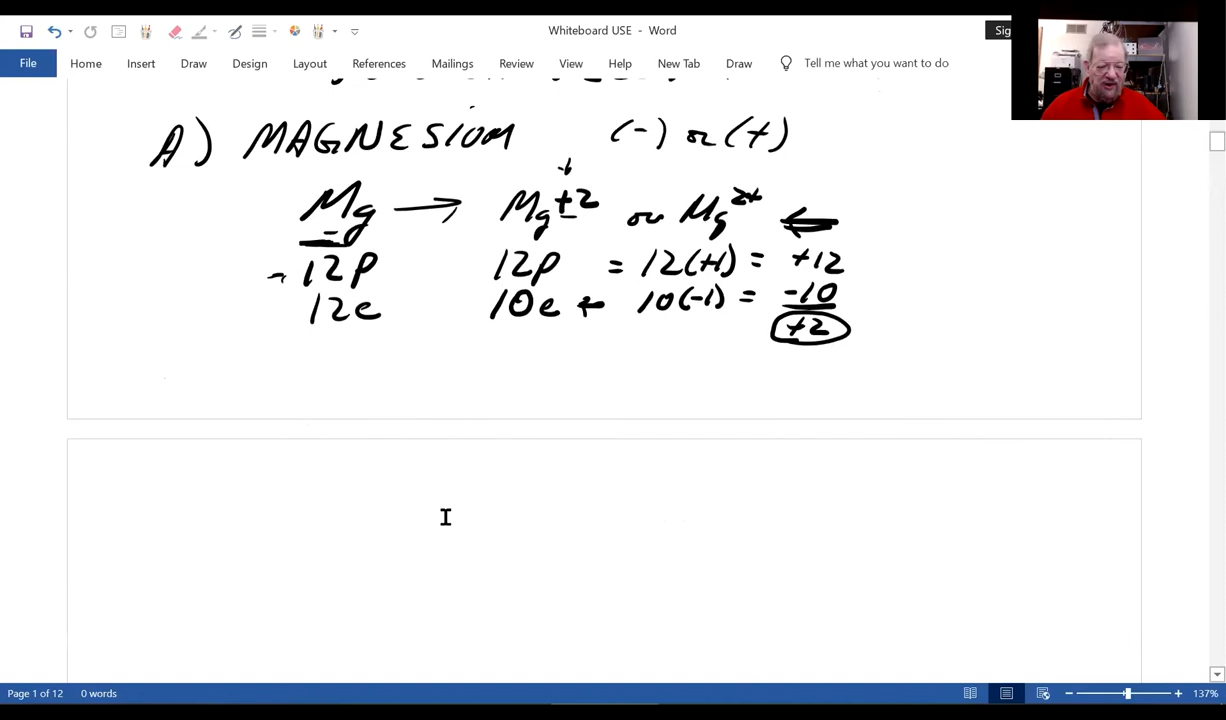 Whiteboard USE - Word
Sig
File Home Insert Draw Design Layout References Mailings Review View Help New Tab Draw Tell me what you want to do
A) MAGNESIUM (-) or (+)
+
Mg → Mg+2 or Mg2+ ←
12p 12p = 12(+1) = +12
12e 10e ← 10(-1) = -10
+2
Page 1 of 12 0 words 137%